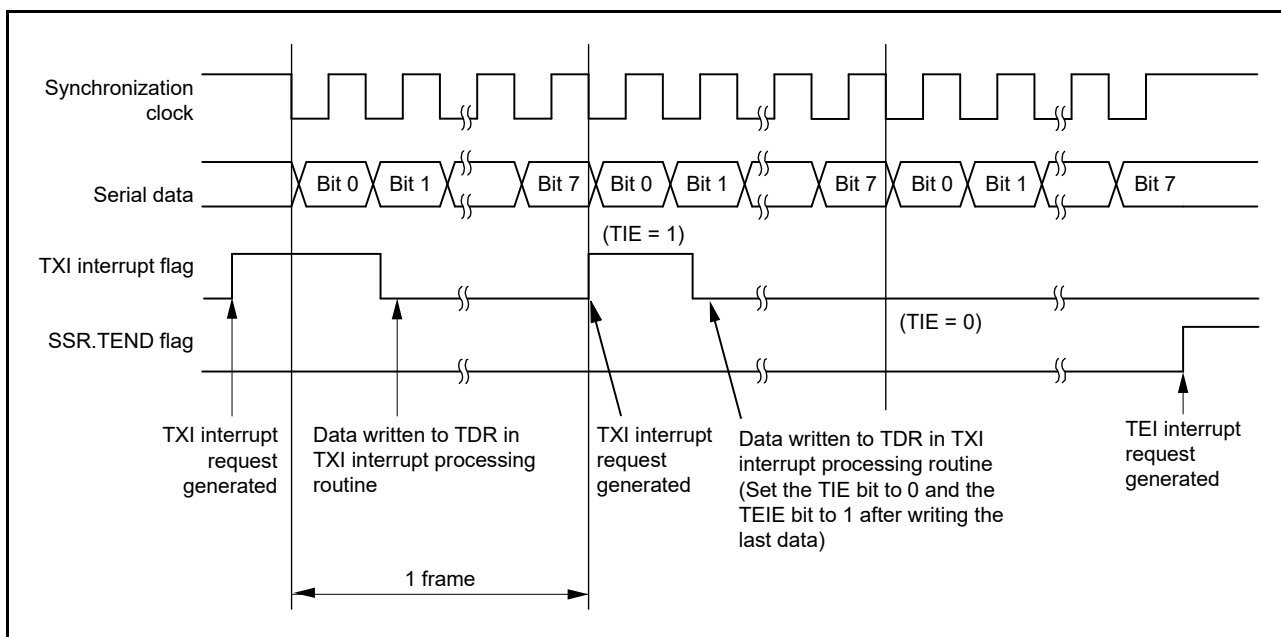 Synchronization
clock
Serial data
Bit 0 Bit 1 Bit 7 Bit 0 Bit 1 Bit 7 Bit 0 Bit 1 Bit 7
(TIE = 1)
TXI interrupt flag
(TIE = 0)
SSR.TEND flag
TXI interrupt
request
generated
Data written to TDR in
TXI interrupt processing
routine
TXI interrupt
request
generated
Data written to TDR in TXI
interrupt processing routine
(Set the TIE bit to 0 and the
TEIE bit to 1 after writing the
last data)
TEI interrupt
request
generated
1 frame